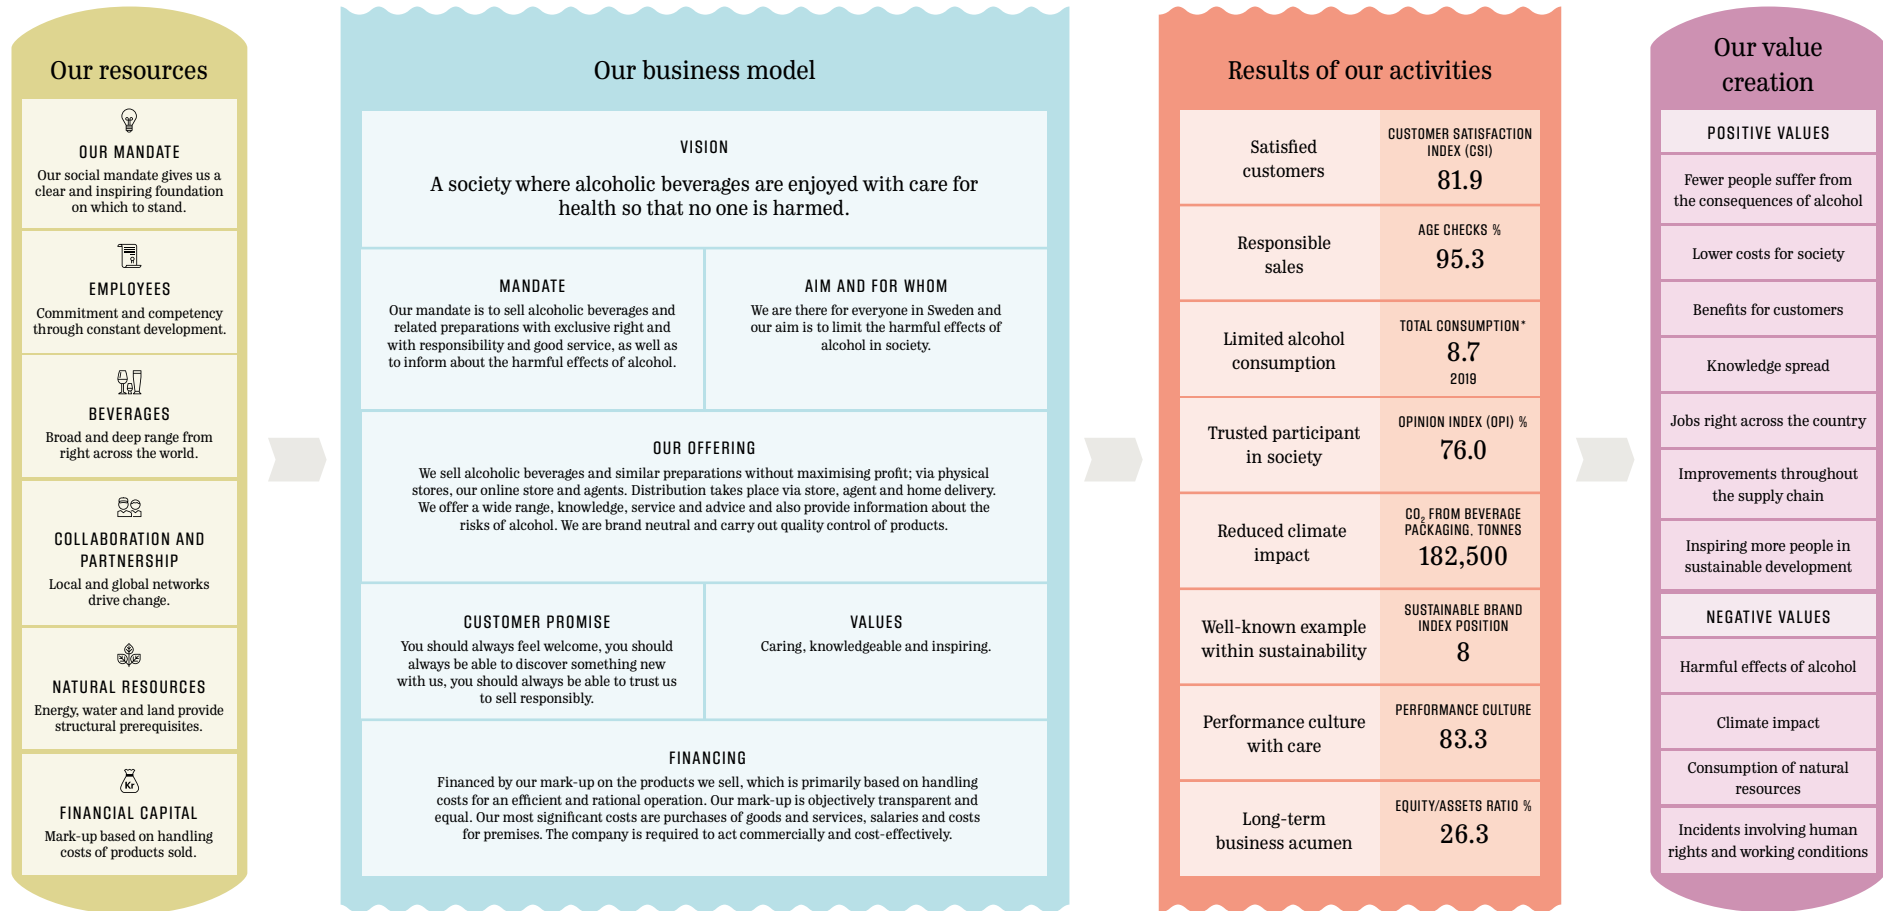 Our resources
OUR MANDATE
Our social mandate gives us a
clear and inspiring foundation
on which to stand.
EMPLOYEES
Commitment and competency
through constant development.
BEVERAGES
Broad and deep range from
right across the world.
COLLABORATION AND
PARTNERSHIP
Local and global networks
drive change.
NATURAL RESOURCES
Energy, water and land provide
structural prerequisites.
Kr
FINANCIAL CAPITAL
Mark-up based on handling
costs of products sold.
Our business model
VISION
A society where alcoholic beverages are enjoyed with care for
health so that no one is harmed.
MANDATE
Our mandate is to sell alcoholic beverages and
related preparations with exclusive right and
with responsibility and good service, as well as
to inform about the harmful effects of alcohol.
AIM AND FOR WHOM
We are there for everyone in Sweden and
our aim is to limit the harmful effects of
alcohol in society.
OUR OFFERING
We sell alcoholic beverages and similar preparations without maximising profit; via physical
stores, our online store and agents. Distribution takes place via store, agent and home delivery.
We offer a wide range, knowledge, service and advice and also provide information about the
risks of alcohol. We are brand neutral and carry out quality control of products.
CUSTOMER PROMISE
You should always feel welcome, you should
always be able to discover something new
with us, you should always be able to trust us
to sell responsibly.
VALUES
Caring, knowledgeable and inspiring.
FINANCING
Financed by our mark-up on the products we sell, which is primarily based on handling
costs for an efficient and rational operation. Our mark-up is objectively transparent and
equal. Our most significant costs are purchases of goods and services, salaries and costs
for premises. The company is required to act commercially and cost-effectively.
Results of our activities
Satisfied
customers
CUSTOMER SATISFACTION
INDEX (CSI)
81.9
Responsible
sales
AGE CHECKS %
95.3
Limited alcohol
consumption
TOTAL CONSUMPTION*
8.7
2019
Trusted participant
in society
OPINION INDEX (OPI) %
76.0
Reduced climate
impact
CO₂ FROM BEVERAGE
PACKAGING, TONNES
182,500
Well-known example
within sustainability
SUSTAINABLE BRAND
INDEX POSITION
8
Performance culture
with care
PERFORMANCE CULTURE
83.3
Long-term
business acumen
EQUITY/ASSETS RATIO %
26.3
Our value
creation
POSITIVE VALUES
Fewer people suffer from
the consequences of alcohol
Lower costs for society
Benefits for customers
Knowledge spread
Jobs right across the country
Improvements throughout
the supply chain
Inspiring more people in
sustainable development
NEGATIVE VALUES
Harmful effects of alcohol
Climate impact
Consumption of natural
resources
Incidents involving human
rights and working conditions